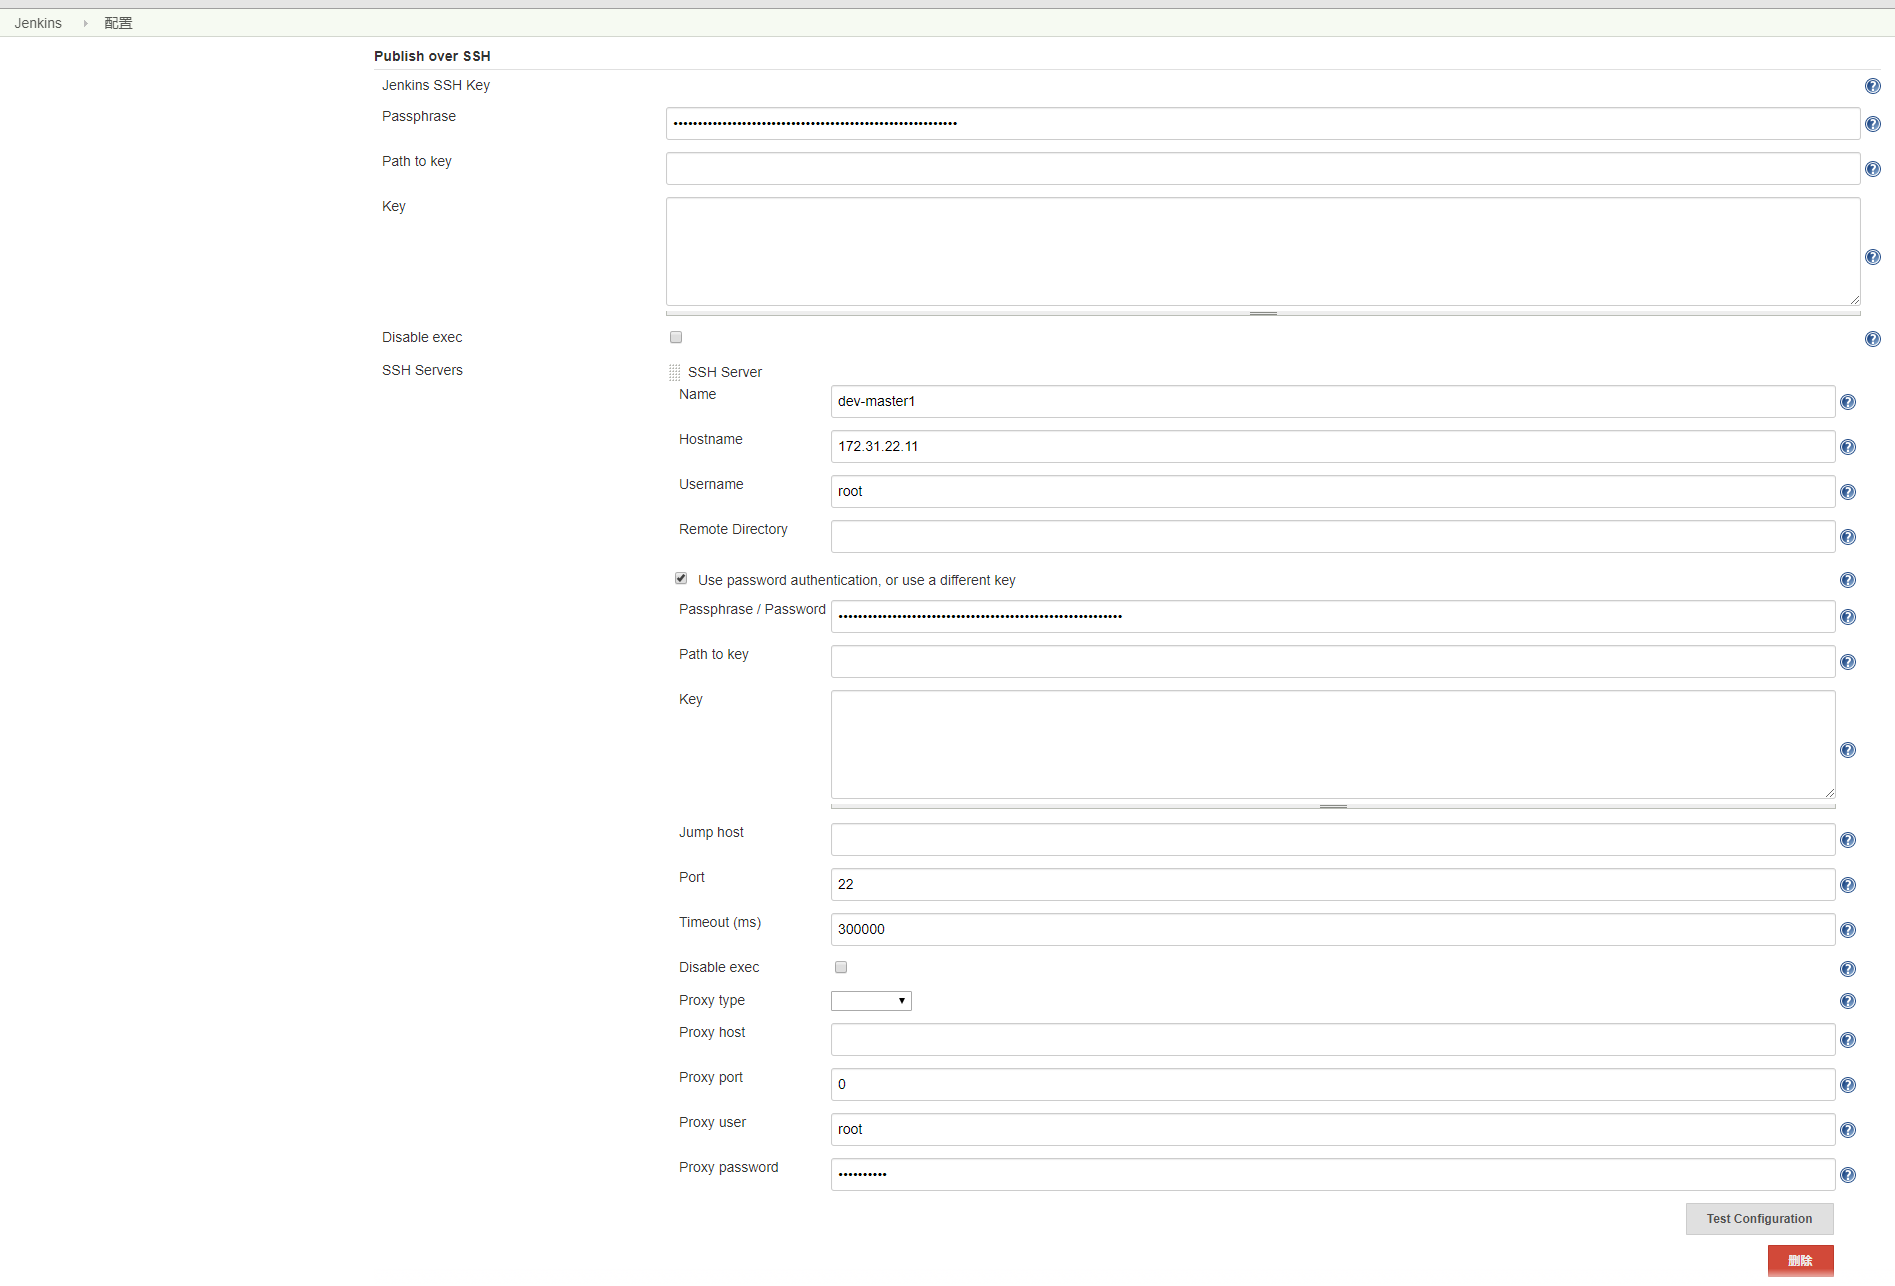 Jenkins 配置
Publish over SSH
Jenkins SSH Key
Passphrase ••••••••••••••••••••••••••••••••••••••••••••••••••••••••••
Path to key
Key
Disable exec
SSH Servers
SSH Server
Name dev-master1
Hostname 172.31.22.11
Username root
Remote Directory
Use password authentication, or use a different key
Passphrase / Password ••••••••••••••••••••••••••••••••••••••••••••••••••••••••••
Path to key
Key
Jump host
Port 22
Timeout (ms) 300000
Disable exec
Proxy type
Proxy host
Proxy port 0
Proxy user root
Proxy password ••••••••••
Test Configuration
删除